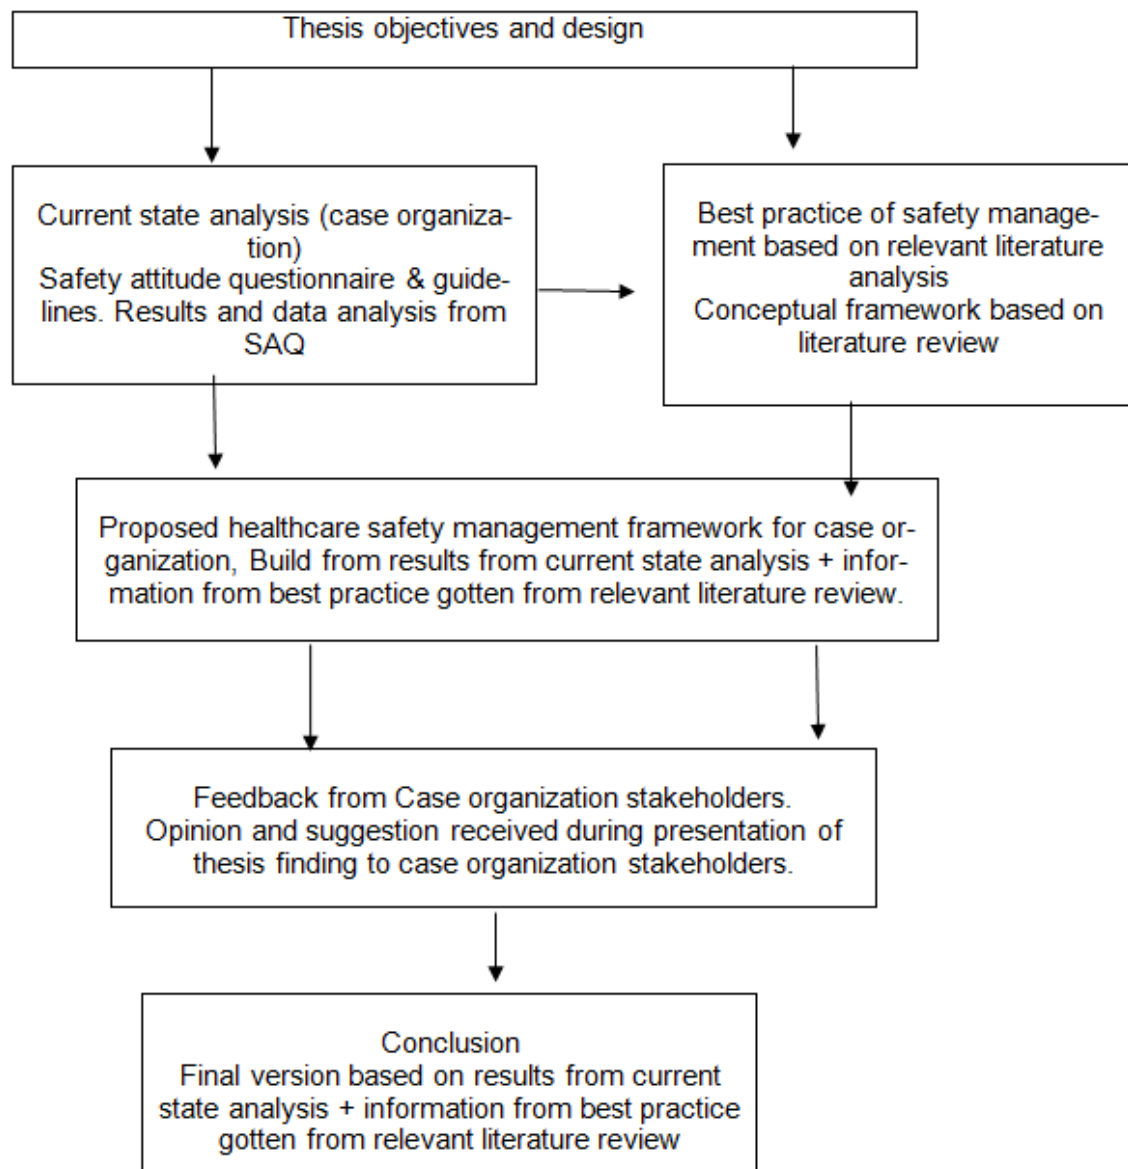 Thesis objectives and design
Current state analysis (case organiza-
tion)
Safety attitude questionnaire & guide-
lines. Results and data analysis from
SAQ
Best practice of safety manage-
ment based on relevant literature
analysis
Conceptual framework based on
literature review
Proposed healthcare safety management framework for case or-
ganization, Build from results from current state analysis + infor-
mation from best practice gotten from relevant literature review.
Feedback from Case organization stakeholders.
Opinion and suggestion received during presentation of
thesis finding to case organization stakeholders.
Conclusion
Final version based on results from current
state analysis + information from best practice
gotten from relevant literature review